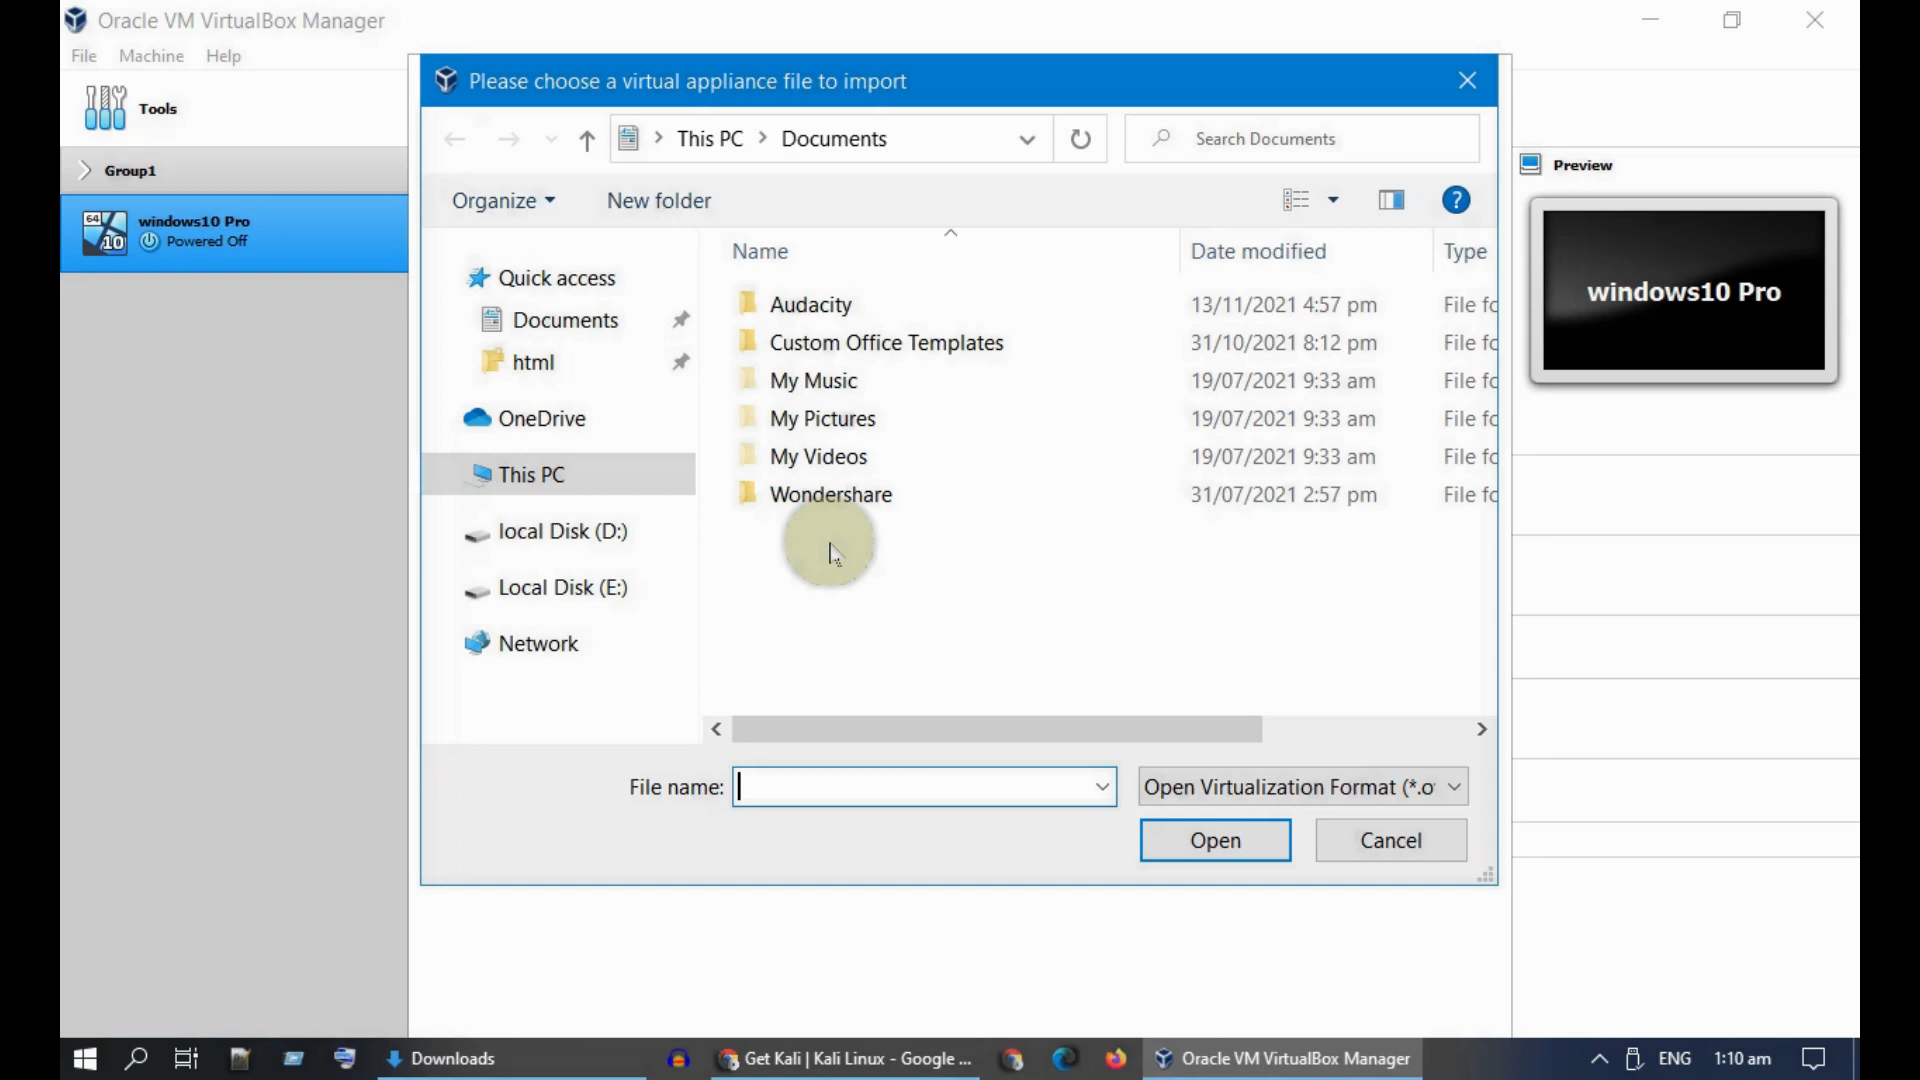 Oracle VM VirtualBox Manager
File Machine Help
Tools
Group1
64
10
windows10 Pro
Powered Off
Please choose a virtual appliance file to import
This PC
Documents
Search Documents
Organize
New folder
?
Quick access
Documents
html
OneDrive
This PC
local Disk (D:)
Local Disk (E:)
Network
Name Date modified Type
Audacity 13/11/2021 4:57 pm File fo
Custom Office Templates 31/10/2021 8:12 pm File fo
My Music 19/07/2021 9:33 am File fo
My Pictures 19/07/2021 9:33 am File fo
My Videos 19/07/2021 9:33 am File fo
Wondershare 31/07/2021 2:57 pm File fo
File name:
Open Virtualization Format (*.o
Open
Cancel
Preview
windows10 Pro
Downloads
Get Kali | Kali Linux - Google ...
Oracle VM VirtualBox Manager
ENG
1:10 am